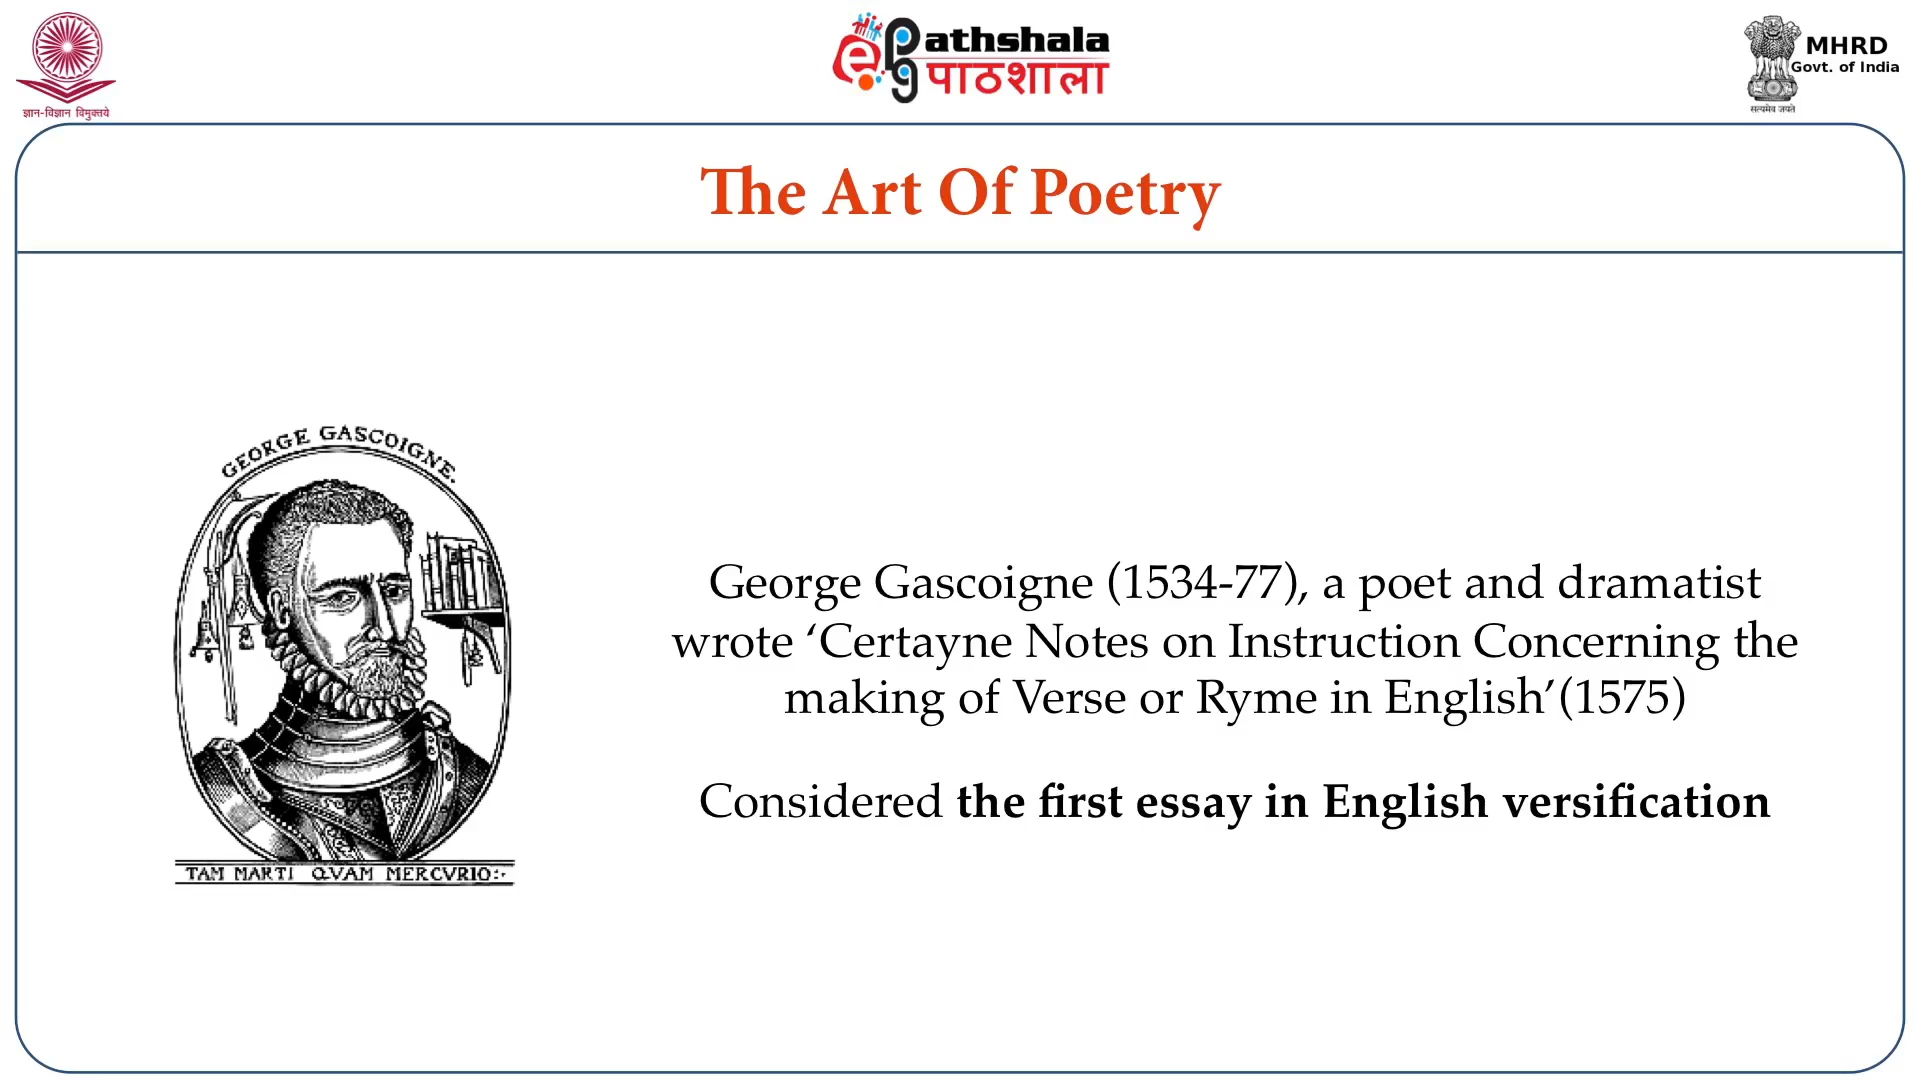 ज्ञान-विज्ञान विमुक्तये
e
pg
athshala
पाठशाला
MHRD
Govt. of India
सत्यमेव जयते
The Art Of Poetry
GEORGE GASCOIGNE.
TAM MARTI QVAM MERCVRIO:·
George Gascoigne (1534-77), a poet and dramatist
wrote ‘Certayne Notes on Instruction Concerning the
making of Verse or Ryme in English’(1575)
Considered the first essay in English versification